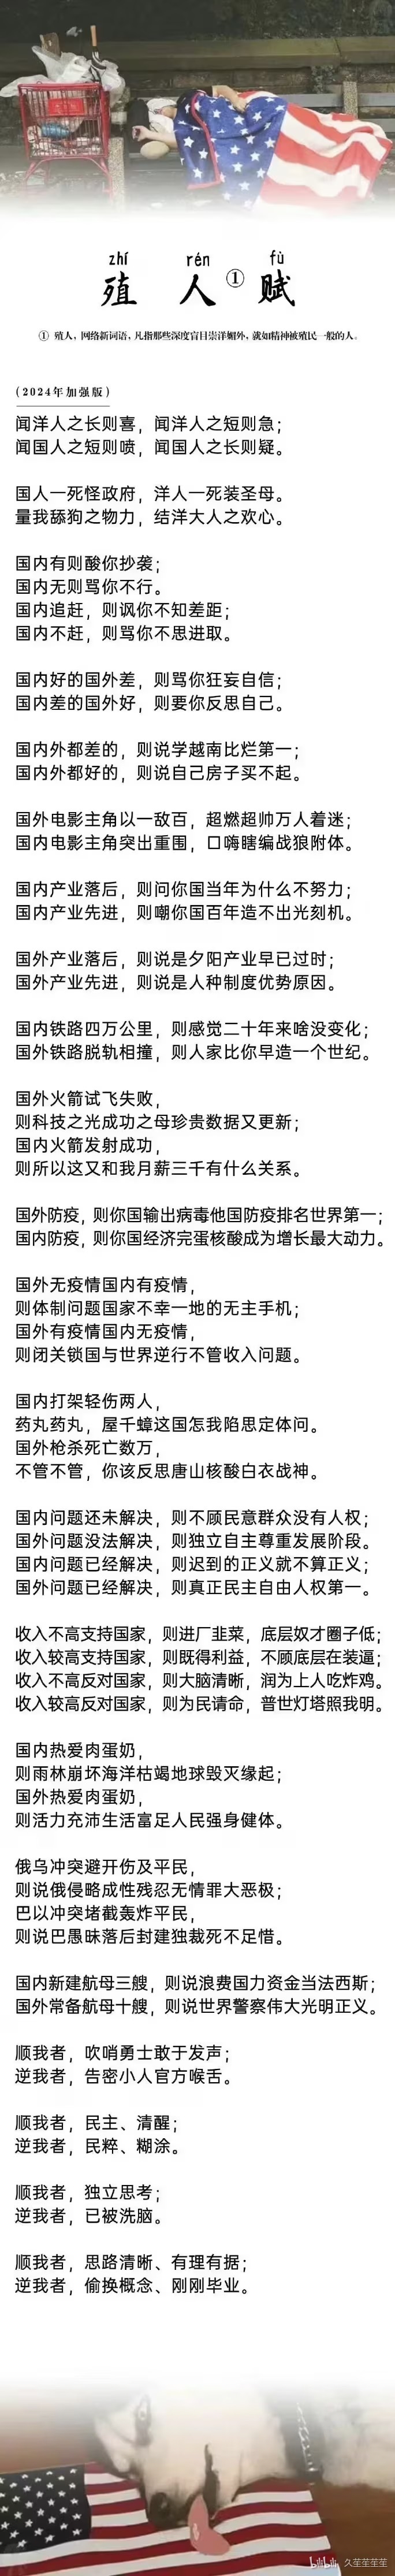 zhí rén fù
殖人①赋
① 殖人，网络新词语，凡指那些深度盲目崇洋媚外，就如精神被殖民一般的人。
(2024年加强版)
闻洋人之长则喜，闻洋人之短则急；
闻国人之短则喷，闻国人之长则疑。
国人一死怪政府，洋人一死装圣母。
量我舔狗之物力，结洋大人之欢心。
国内有则酸你抄袭；
国内无则骂你不行。
国内追赶，则讽你不知差距；
国内不赶，则骂你不思进取。
国内好的国外差，则骂你狂妄自信；
国内差的国外好，则要你反思自己。
国内外都差的，则说学越南比烂第一；
国内外都好的，则说自己房子买不起。
国外电影主角以一敌百，超燃超帅万人着迷；
国内电影主角突出重围，口嗨瞎编战狼附体。
国内产业落后，则问你国当年为什么不努力；
国内产业先进，则嘲你国百年造不出光刻机。
国外产业落后，则说是夕阳产业早已过时；
国外产业先进，则说是人种制度优势原因。
国内铁路四万公里，则感觉二十年来啥没变化；
国外铁路脱轨相撞，则人家比你早造一个世纪。
国外火箭试飞失败，
则科技之光成功之母珍贵数据又更新；
国内火箭发射成功，
则所以这又和我月薪三千有什么关系。
国外防疫，则你国输出病毒他国防疫排名世界第一；
国内防疫，则你国经济完蛋核酸成为增长最大动力。
国外无疫情国内有疫情，
则体制问题国家不幸一地的无主手机；
国外有疫情国内无疫情，
则闭关锁国与世界逆行不管收入问题。
国内打架轻伤两人，
药丸药丸，屋千蟑这国怎我陷思定体问。
国外枪杀死亡数万，
不管不管，你该反思唐山核酸白衣战神。
国内问题还未解决，则不顾民意群众没有人权；
国外问题没法解决，则独立自主尊重发展阶段。
国内问题已经解决，则迟到的正义就不算正义；
国外问题已经解决，则真正民主自由人权第一。
收入不高支持国家，则进厂韭菜，底层奴才圈子低；
收入较高支持国家，则既得利益，不顾底层在装逼；
收入不高反对国家，则大脑清晰，润为上人吃炸鸡。
收入较高反对国家，则为民请命，普世灯塔照我明。
国内热爱肉蛋奶，
则雨林崩坏海洋枯竭地球毁灭缘起；
国外热爱肉蛋奶，
则活力充沛生活富足人民强身健体。
俄乌冲突避开伤及平民，
则说俄侵略成性残忍无情罪大恶极；
巴以冲突堵截轰炸平民，
则说巴愚昧落后封建独裁死不足惜。
国内新建航母三艘，则说浪费国力资金当法西斯；
国外常备航母十艘，则说世界警察伟大光明正义。
顺我者，吹哨勇士敢于发声；
逆我者，告密小人官方喉舌。
顺我者，民主、清醒；
逆我者，民粹、糊涂。
顺我者，独立思考；
逆我者，已被洗脑。
顺我者，思路清晰、有理有据；
逆我者，偷换概念、刚刚毕业。
bilibili 久笙笙笙笙